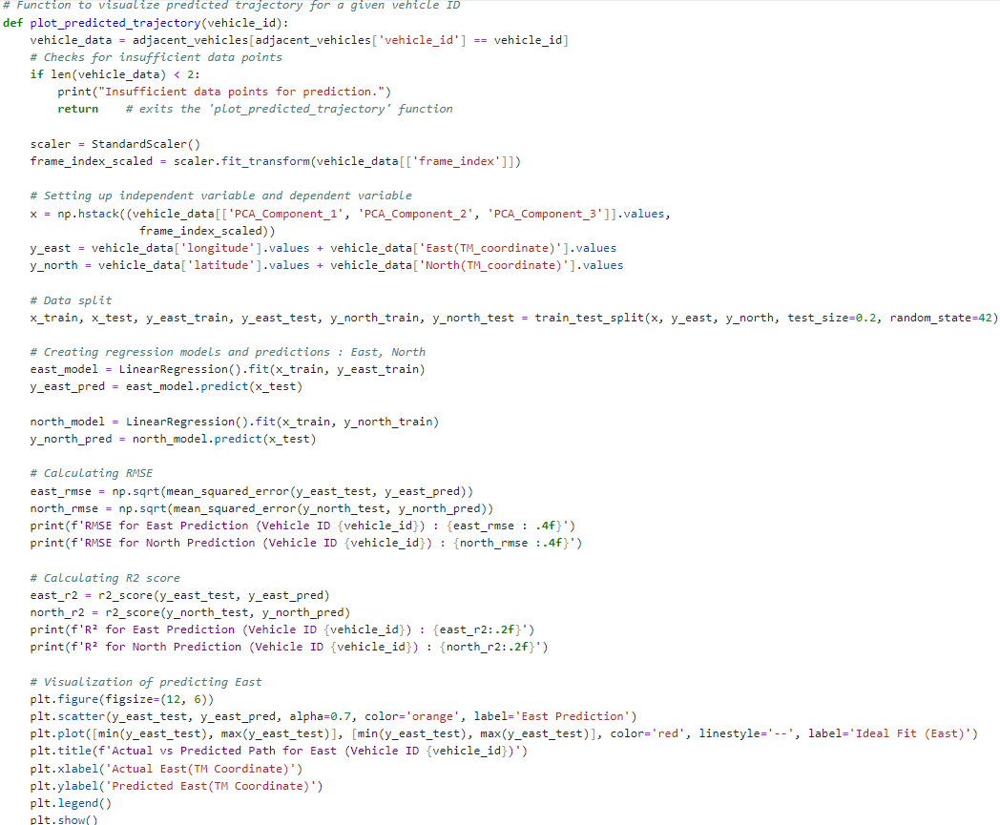 # Function to visualize predicted trajectory for a given vehicle ID
def plot_predicted_trajectory(vehicle_id):
    vehicle_data = adjacent_vehicles[adjacent_vehicles['vehicle_id'] == vehicle_id]
    # Checks for insufficient data points
    if len(vehicle_data) < 2:
        print("Insufficient data points for prediction.")
        return    # exits the 'plot_predicted_trajectory' function

    scaler = StandardScaler()
    frame_index_scaled = scaler.fit_transform(vehicle_data[['frame_index']])

    # Setting up independent variable and dependent variable
    x = np.hstack((vehicle_data[['PCA_Component_1', 'PCA_Component_2', 'PCA_Component_3']].values,
                    frame_index_scaled))
    y_east = vehicle_data['longitude'].values + vehicle_data['East(TM_coordinate)'].values
    y_north = vehicle_data['latitude'].values + vehicle_data['North(TM_coordinate)'].values

    # Data split
    x_train, x_test, y_east_train, y_east_test, y_north_train, y_north_test = train_test_split(x, y_east, y_north, test_size=0.2, random_state=42)

    # Creating regression models and predictions : East, North
    east_model = LinearRegression().fit(x_train, y_east_train)
    y_east_pred = east_model.predict(x_test)

    north_model = LinearRegression().fit(x_train, y_north_train)
    y_north_pred = north_model.predict(x_test)

    # Calculating RMSE
    east_rmse = np.sqrt(mean_squared_error(y_east_test, y_east_pred))
    north_rmse = np.sqrt(mean_squared_error(y_north_test, y_north_pred))
    print(f'RMSE for East Prediction (Vehicle ID {vehicle_id}) : {east_rmse : .4f}')
    print(f'RMSE for North Prediction (Vehicle ID {vehicle_id}) : {north_rmse :.4f}')

    # Calculating R2 score
    east_r2 = r2_score(y_east_test, y_east_pred)
    north_r2 = r2_score(y_north_test, y_north_pred)
    print(f'R² for East Prediction (Vehicle ID {vehicle_id}) : {east_r2:.2f}')
    print(f'R² for North Prediction (Vehicle ID {vehicle_id}) : {north_r2:.2f}')

    # Visualization of predicting East
    plt.figure(figsize=(12, 6))
    plt.scatter(y_east_test, y_east_pred, alpha=0.7, color='orange', label='East Prediction')
    plt.plot([min(y_east_test), max(y_east_test)], [min(y_east_test), max(y_east_test)], color='red', linestyle='--', label='Ideal Fit (East)')
    plt.title(f'Actual vs Predicted Path for East (Vehicle ID {vehicle_id})')
    plt.xlabel('Actual East(TM Coordinate)')
    plt.ylabel('Predicted East(TM Coordinate)')
    plt.legend()
    plt.show()